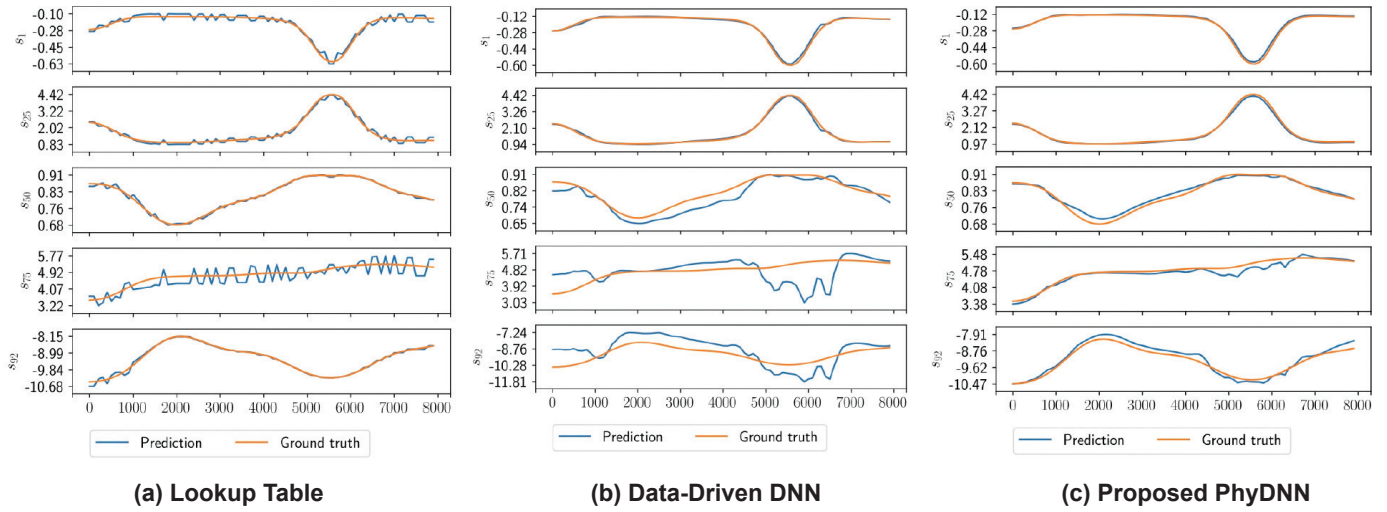 -0.12
-0.28
-0.45
-0.63
s1
4.42
3.22
2.02
0.83
s25
0.91
0.83
0.76
0.68
s50
5.77
4.92
4.07
3.22
s75
-8.15
-8.99
-9.84
-10.68
s92
0 1000 2000 3000 4000 5000 6000 7000 8000
Prediction Ground truth
(a) Lookup Table
-0.12
-0.28
-0.44
-0.60
s1
4.42
3.26
2.10
0.94
s25
0.91
0.82
0.74
0.65
s50
5.71
4.82
3.92
3.03
s75
-7.24
-8.76
-10.28
-11.81
s92
0 1000 2000 3000 4000 5000 6000 7000 8000
Prediction Ground truth
(b) Data-Driven DNN
-0.12
-0.28
-0.44
-0.60
s1
4.42
3.27
2.12
0.97
s25
0.91
0.83
0.76
0.68
s50
5.48
4.78
4.08
3.38
s75
-7.91
-8.76
-9.62
-10.47
s92
0 1000 2000 3000 4000 5000 6000 7000 8000
Prediction Ground truth
(c) Proposed PhyDNN